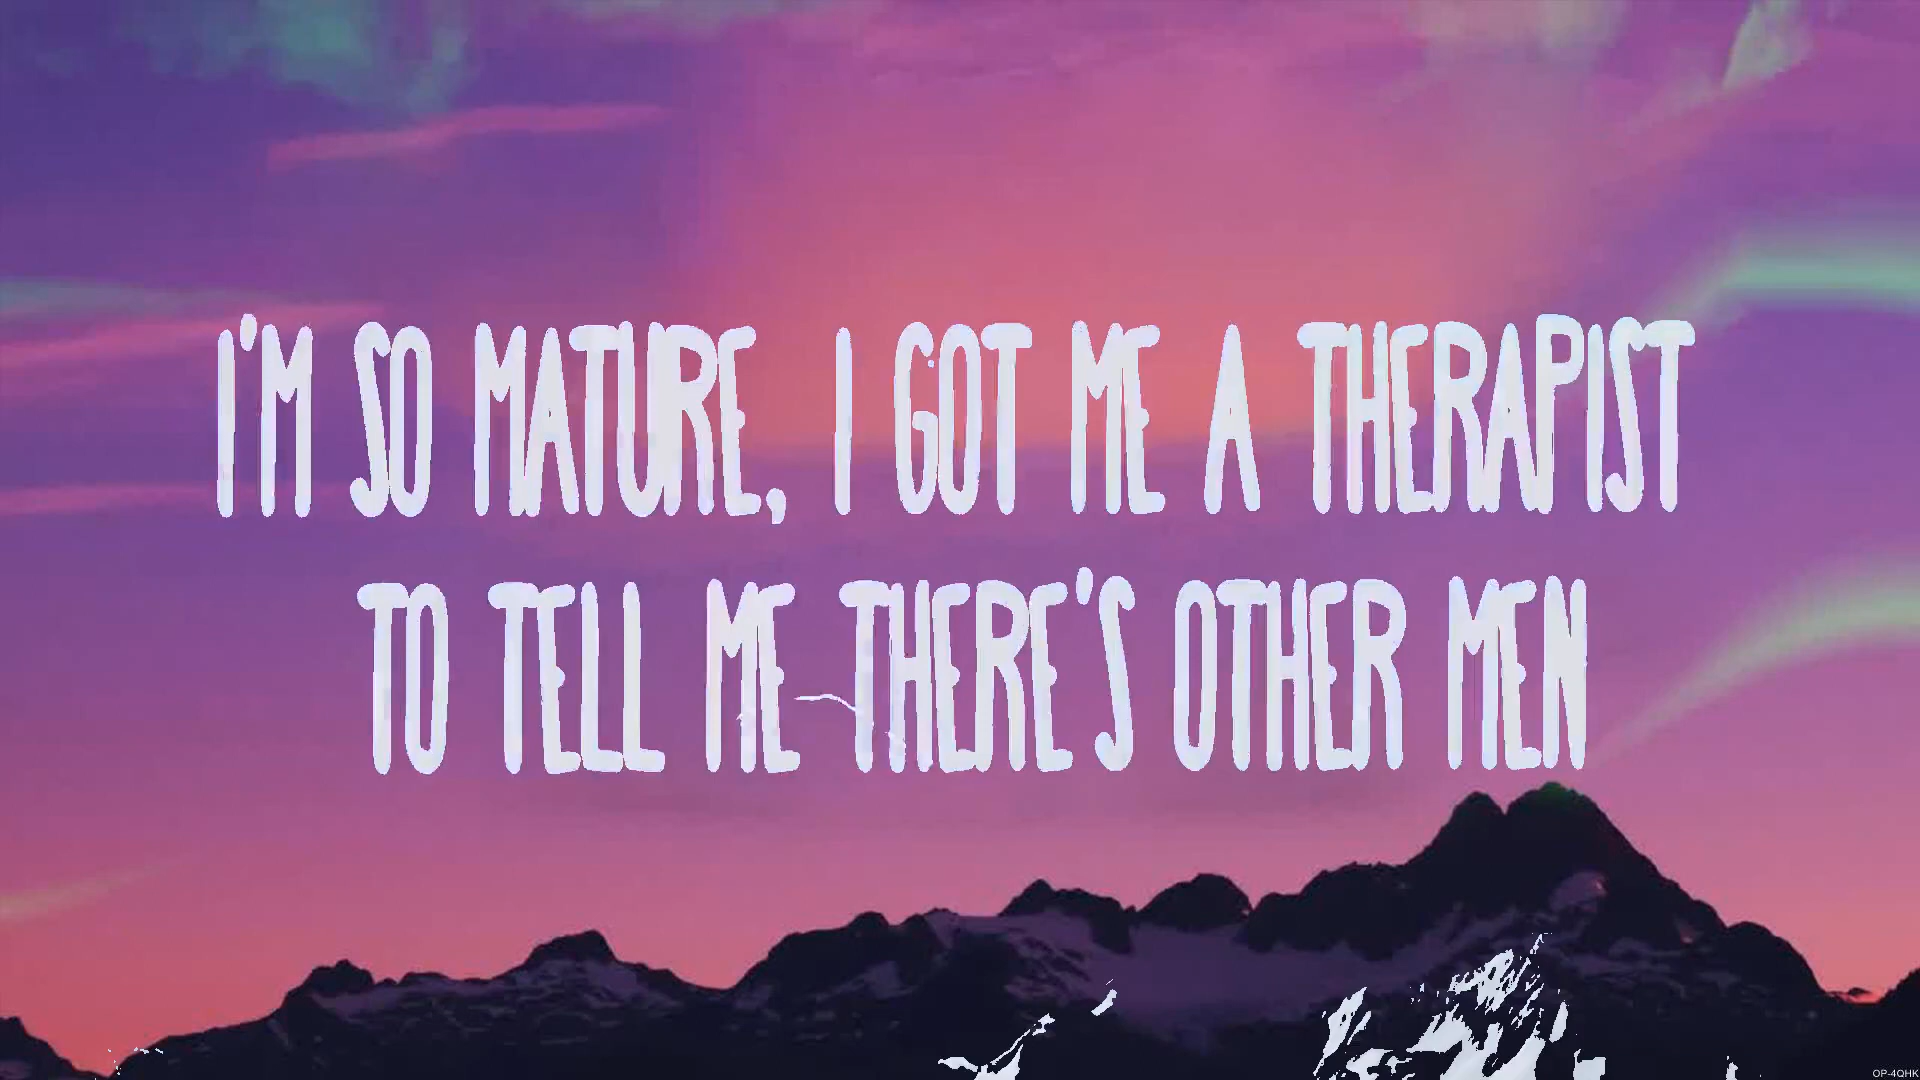 I'M SO MATURE, I GOT ME A THERAPIST
TO TELL ME THERE'S OTHER MEN
OP-4QHK